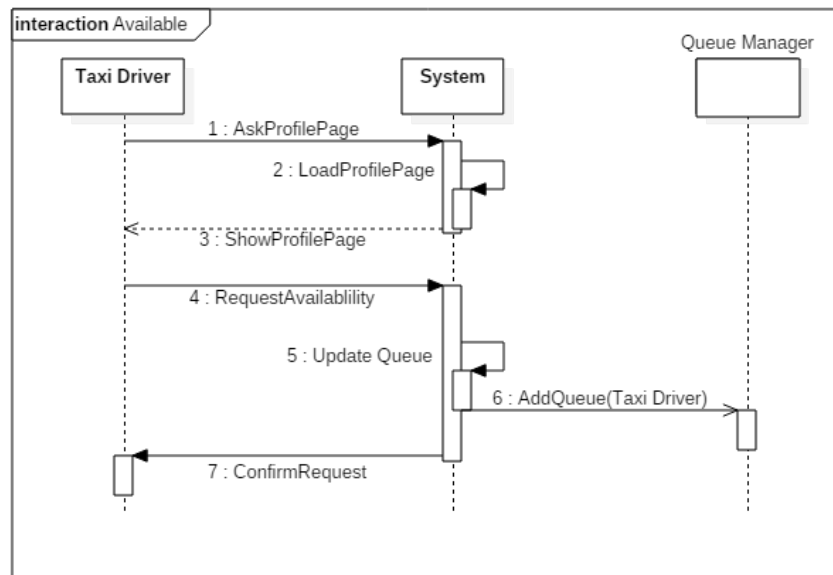 interaction Available
Queue Manager
Taxi Driver
System
1 : AskProfilePage
2 : LoadProfilePage
3 : ShowProfilePage
4 : RequestAvailablility
5 : Update Queue
6 : AddQueue(Taxi Driver)
7 : ConfirmRequest